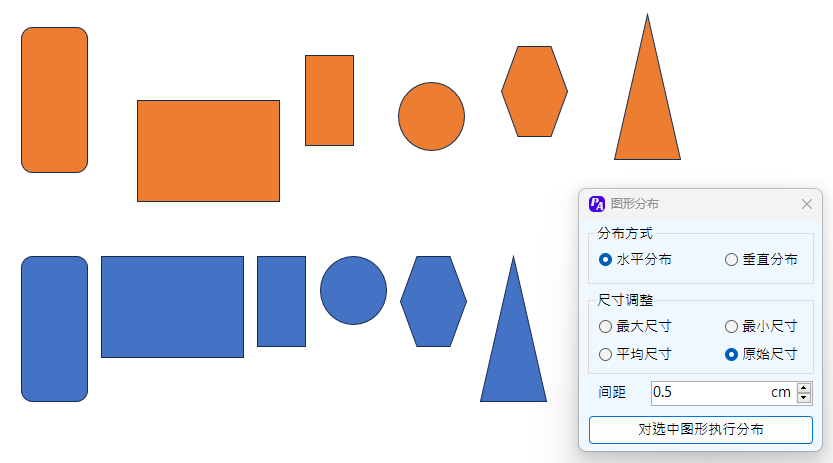 PA 图形分布
分布方式
水平分布 垂直分布
尺寸调整
最大尺寸 最小尺寸
平均尺寸 原始尺寸
间距 0.5 cm
对选中图形执行分布